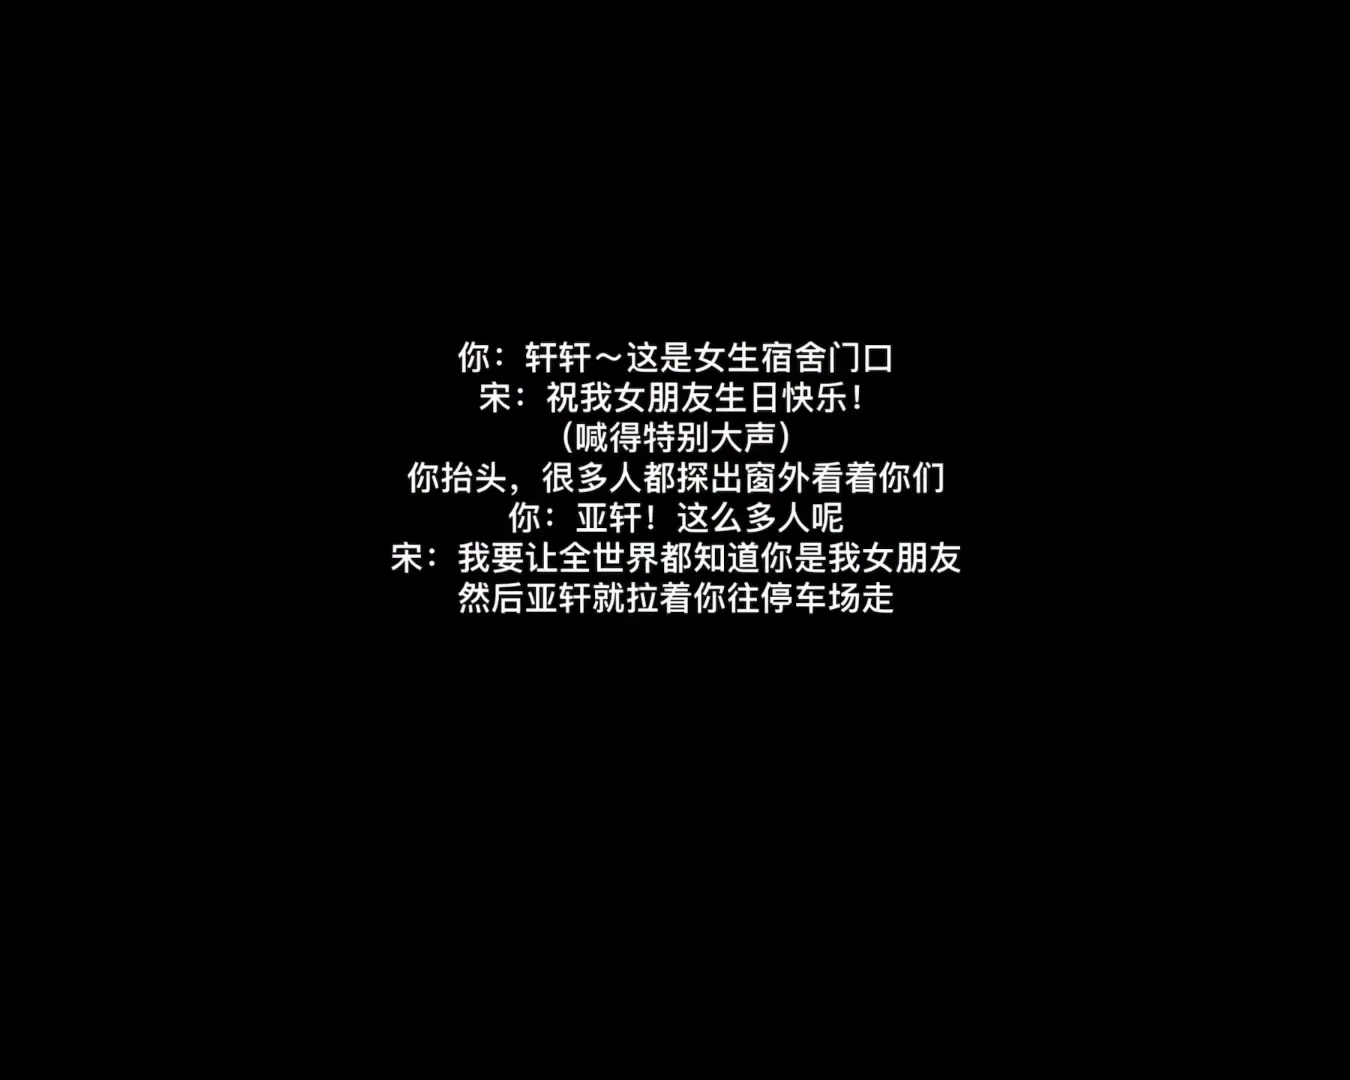 你：轩轩～这是女生宿舍门口
宋：祝我女朋友生日快乐！
（喊得特别大声）
你抬头，很多人都探出窗外看着你们
你：亚轩！这么多人呢
宋：我要让全世界都知道你是我女朋友
然后亚轩就拉着你往停车场走